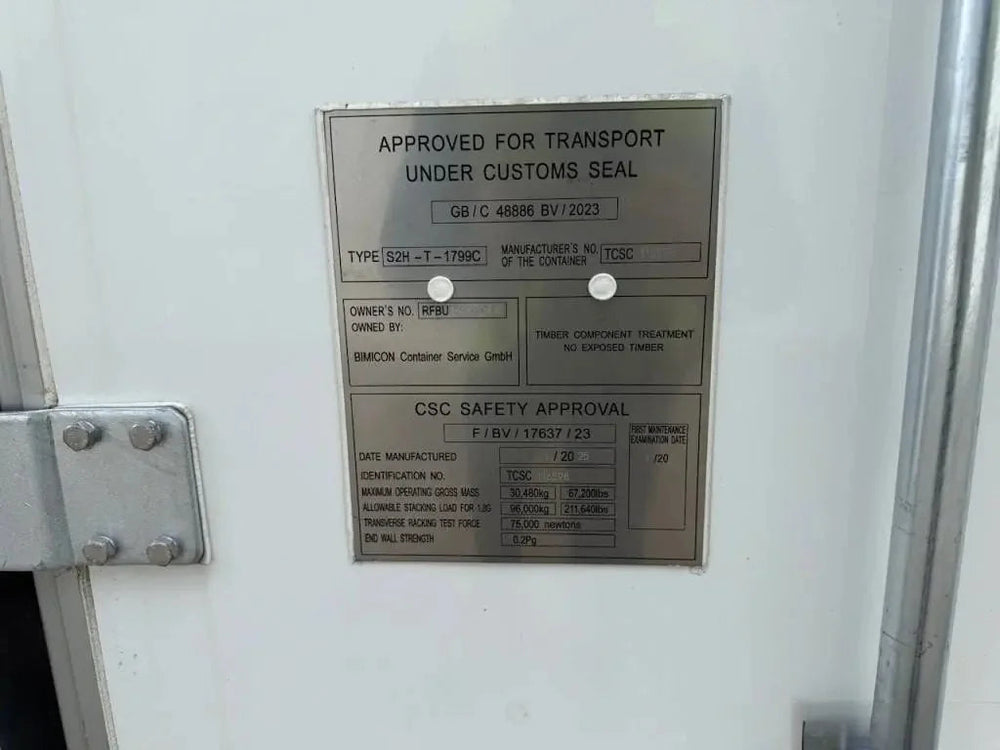 APPROVED FOR TRANSPORT
UNDER CUSTOMS SEAL
GB/C 48886 BV/2023
TYPE S2H-T-1799C
MANUFACTURER'S NO.
OF THE CONTAINER TCSC
OWNER'S NO. RFBU
OWNED BY:
BIMICON Container Service GmbH
TIMBER COMPONENT TREATMENT
NO EXPOSED TIMBER
CSC SAFETY APPROVAL
F/BV/17637/23
FIRST MAINTENANCE
EXAMINATION DATE
/20
DATE MANUFACTURED /20
IDENTIFICATION NO. TCSC
MAXIMUM OPERATING GROSS MASS 30,480kg 67,200lbs
ALLOWABLE STACKING LOAD FOR 1.8G 96,000kg 211,640lbs
TRANSVERSE RACKING TEST FORCE 75,000 newtons
END WALL STRENGTH 0.2Pg